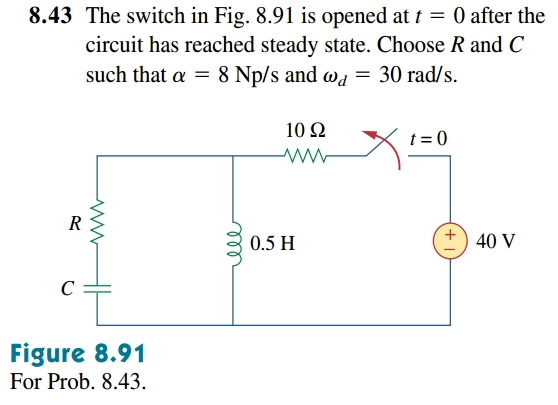 8.43 The switch in Fig. 8.91 is opened at t = 0 after the
circuit has reached steady state. Choose R and C
such that α = 8 Np/s and ω_d = 30 rad/s.
10 Ω
t = 0
R
0.5 H
+
40 V
C
Figure 8.91
For Prob. 8.43.